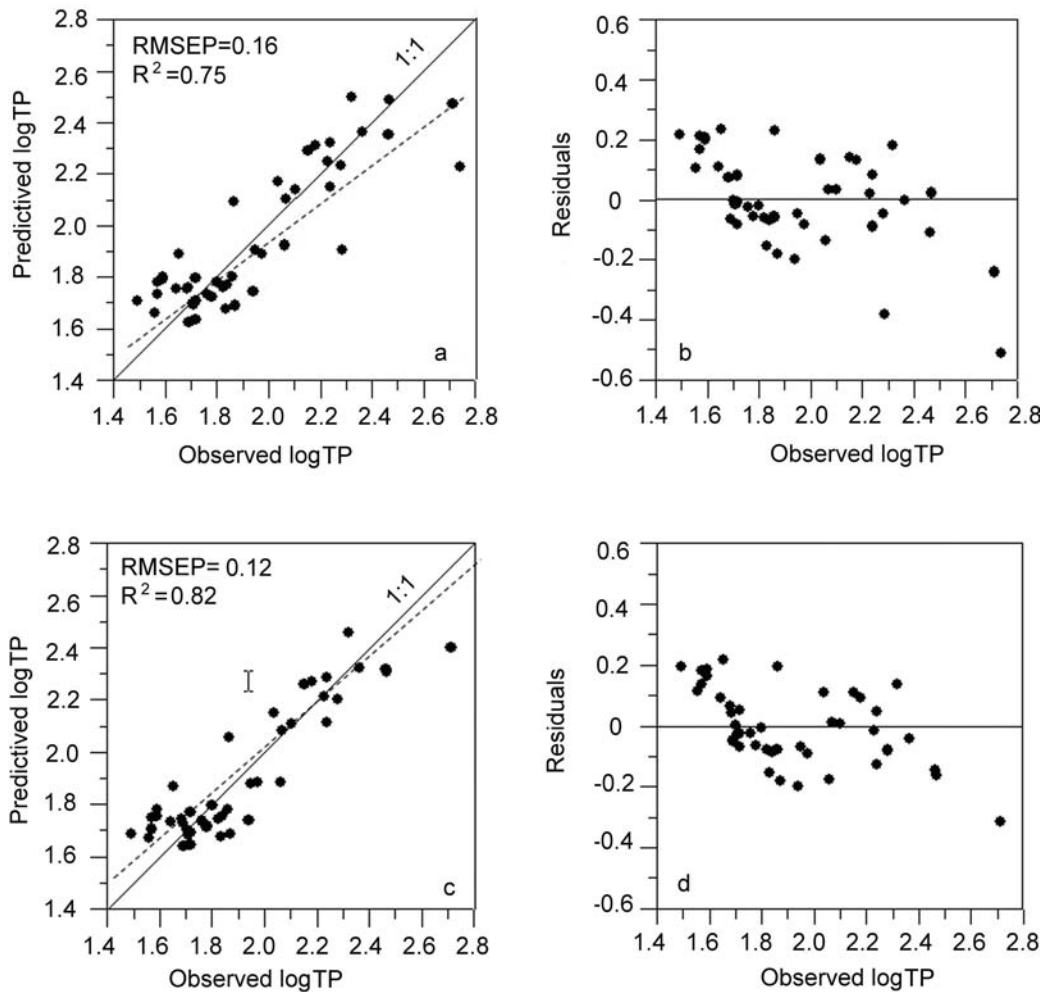 2.8
2.6
2.4
2.2
2.0
1.8
1.6
1.4
Predictived logTP
RMSEP=0.16
R²=0.75
1:1
a
1.4 1.6 1.8 2.0 2.2 2.4 2.6 2.8
Observed logTP
0.6
0.4
0.2
0
-0.2
-0.4
-0.6
Residuals
b
1.4 1.6 1.8 2.0 2.2 2.4 2.6 2.8
Observed logTP
2.8
2.6
2.4
2.2
2.0
1.8
1.6
1.4
Predictived logTP
RMSEP= 0.12
R²=0.82
1:1
c
1.4 1.6 1.8 2.0 2.2 2.4 2.6 2.8
Observed logTP
0.6
0.4
0.2
0
-0.2
-0.4
-0.6
Residuals
d
1.4 1.6 1.8 2.0 2.2 2.4 2.6 2.8
Observed logTP